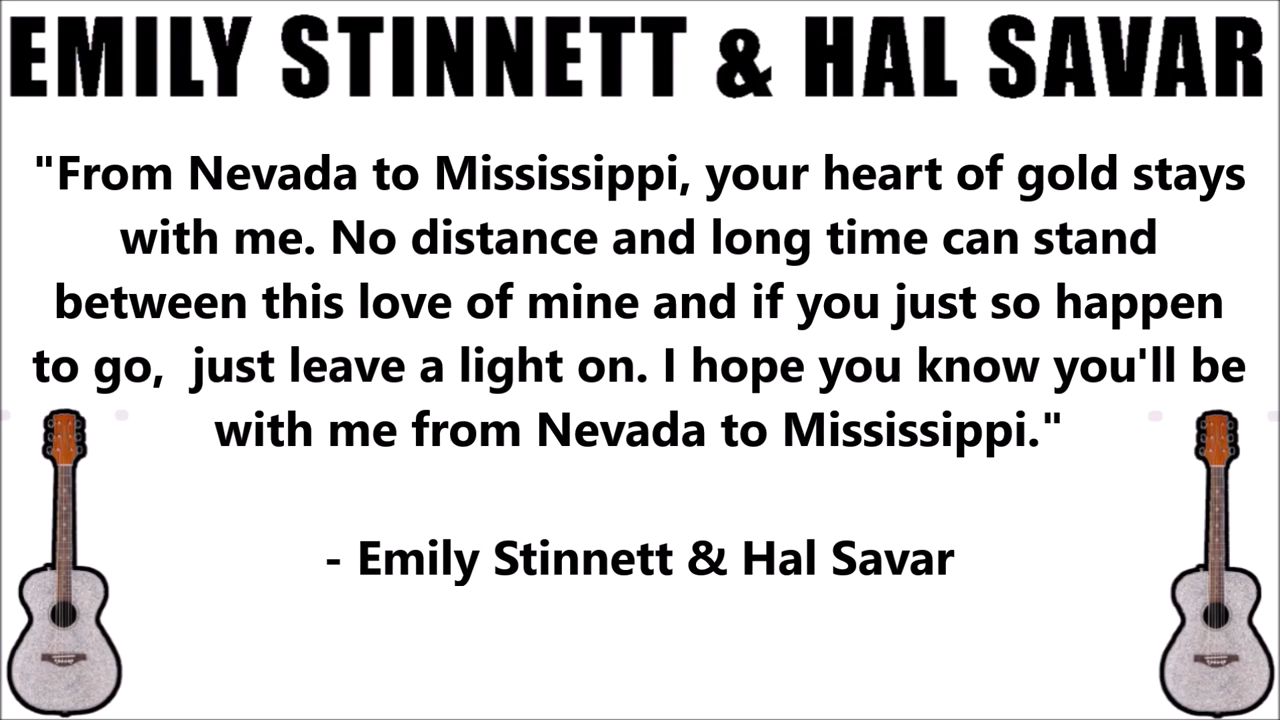 EMILY STINNETT & HAL SAVAR
"From Nevada to Mississippi, your heart of gold stays
with me. No distance and long time can stand
between this love of mine and if you just so happen
to go,  just leave a light on. I hope you know you'll be
with me from Nevada to Mississippi."
- Emily Stinnett & Hal Savar